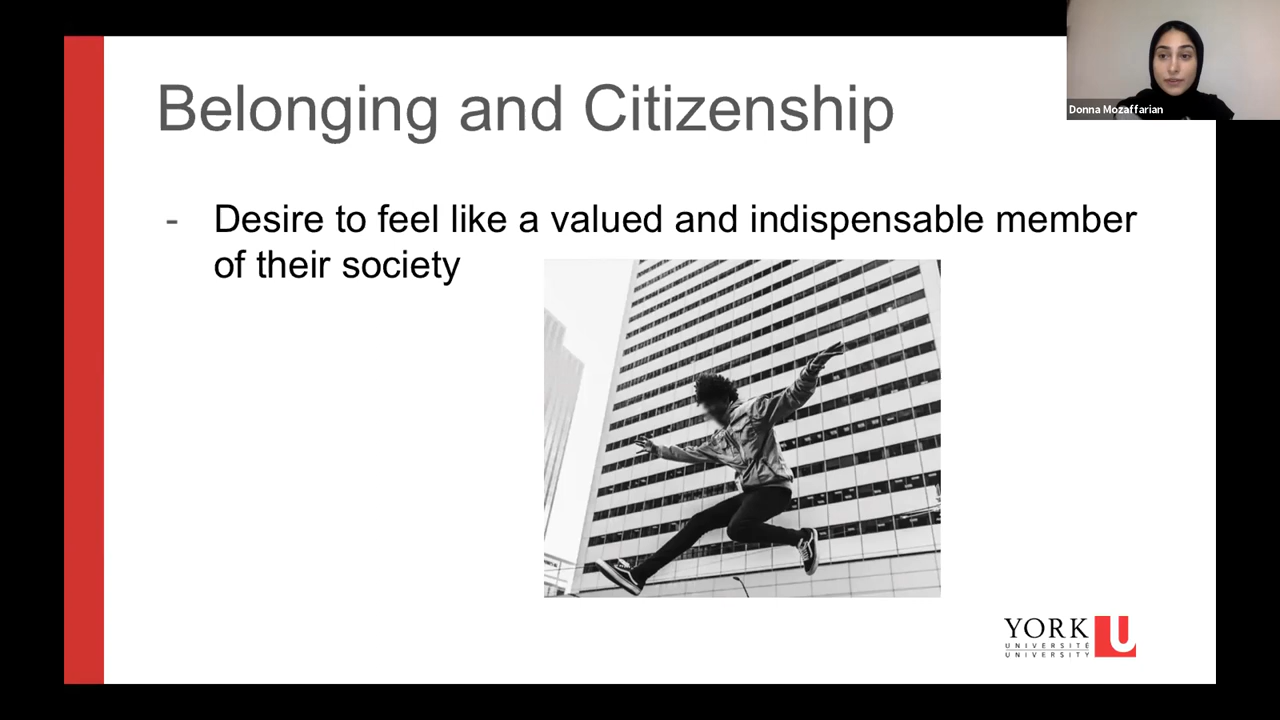 Belonging and Citizenship
Donna Mozaffarian
- Desire to feel like a valued and indispensable member
of their society
YORK U
UNIVERSITÉ
UNIVERSITY